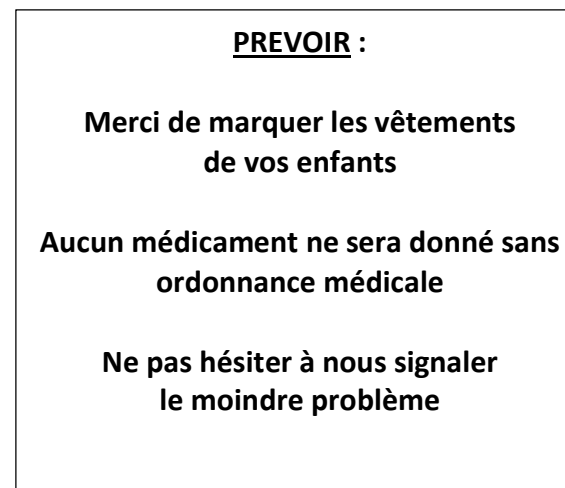 PREVOIR :
Merci de marquer les vêtements
de vos enfants
Aucun médicament ne sera donné sans
ordonnance médicale
Ne pas hésiter à nous signaler
le moindre problème